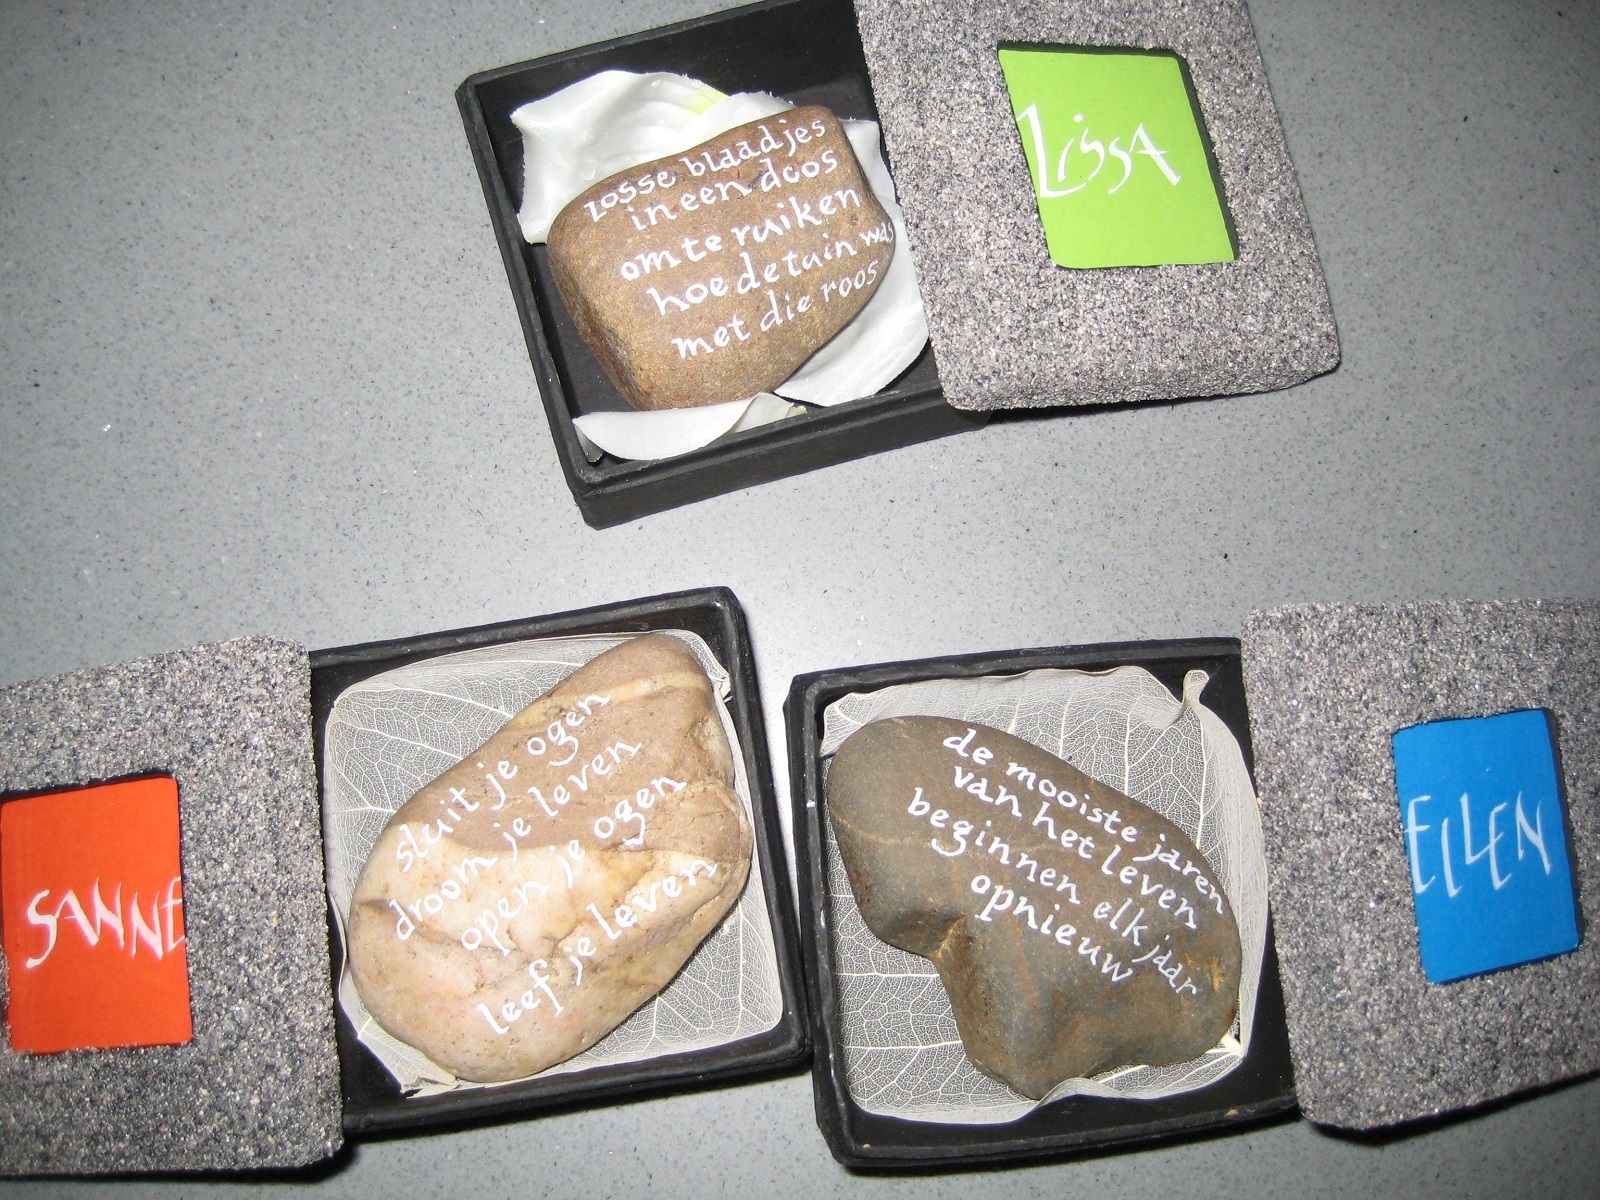 Losse blaadjes
in een doos
om te ruiken
hoe de tuin was
met die roos
Lissa
SANNE
sluit je ogen
droom je leven
open je ogen
leef je leven
de mooiste jaren
van het leven
beginnen elk jaar
opnieuw
EILEN